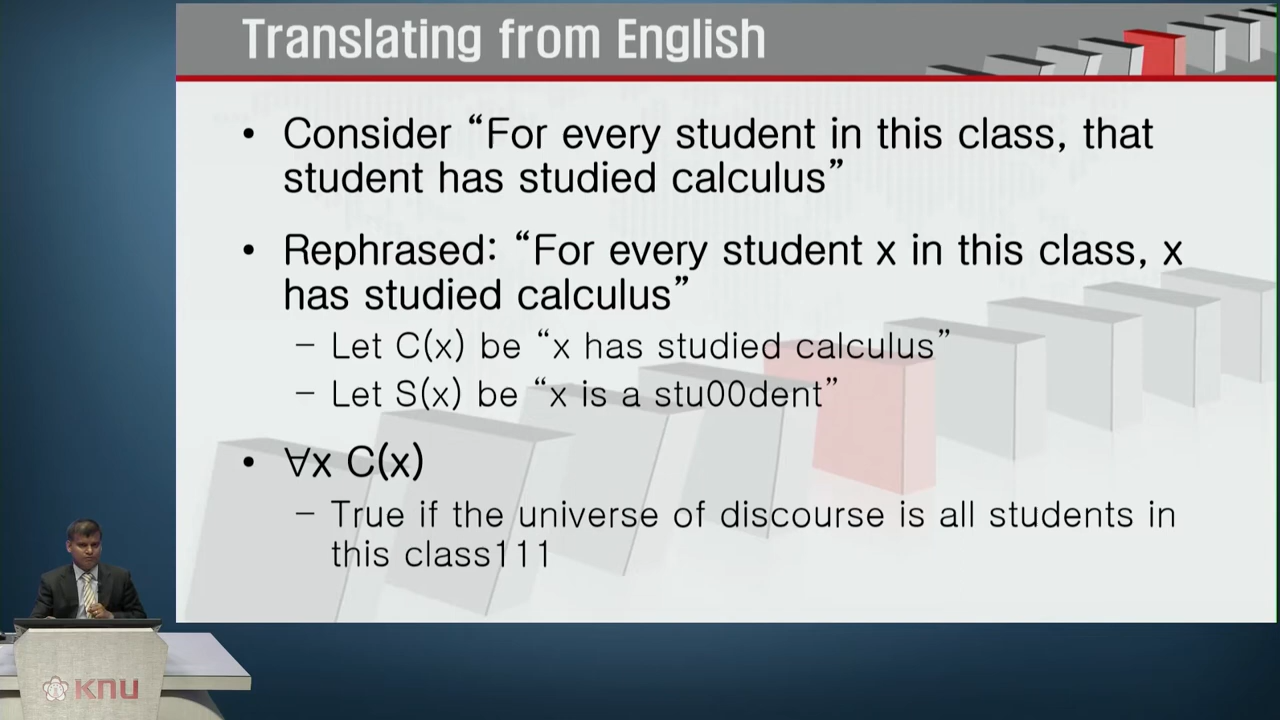 Translating from English
• Consider “For every student in this class, that
student has studied calculus”
• Rephrased: “For every student x in this class, x
has studied calculus”
– Let C(x) be “x has studied calculus”
– Let S(x) be “x is a stu00dent”
• ∀x C(x)
– True if the universe of discourse is all students in
this class111
KNU